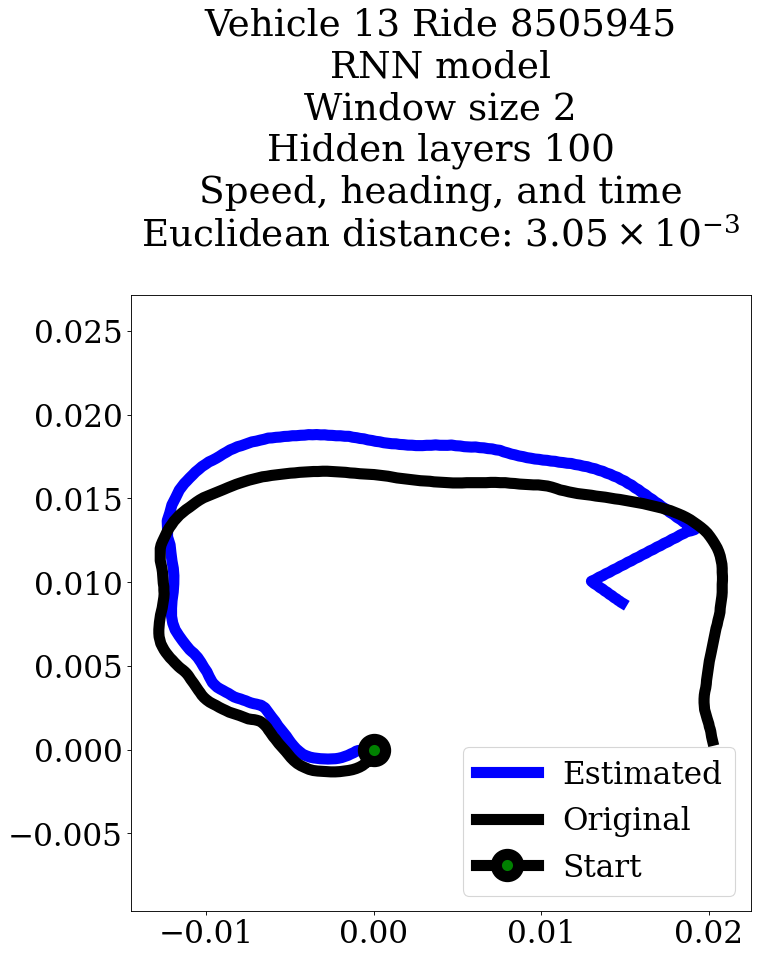 Vehicle 13 Ride 8505945
RNN model
Window size 2
Hidden layers 100
Speed, heading, and time
Euclidean distance: 3.05 × 10⁻³
0.025
0.020
0.015
0.010
0.005
0.000
−0.005
−0.01
0.00
0.01
0.02
Estimated
Original
Start